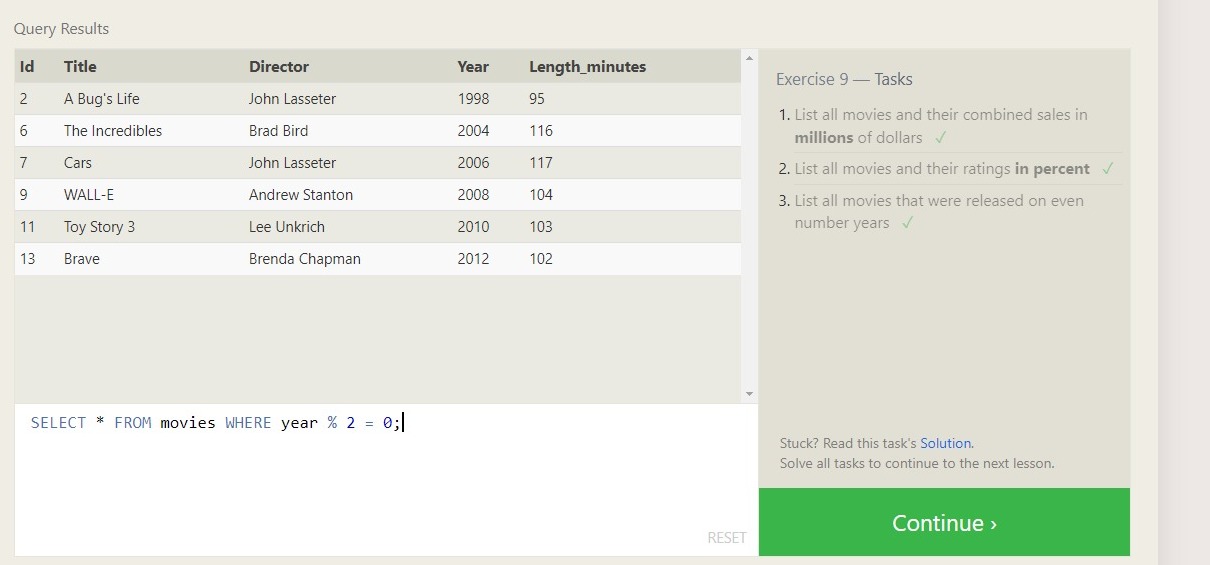 Query Results
Id Title Director Year Length_minutes
2 A Bug's Life John Lasseter 1998 95
6 The Incredibles Brad Bird 2004 116
7 Cars John Lasseter 2006 117
9 WALL-E Andrew Stanton 2008 104
11 Toy Story 3 Lee Unkrich 2010 103
13 Brave Brenda Chapman 2012 102
SELECT * FROM movies WHERE year % 2 = 0;
RESET
Exercise 9 — Tasks
1. List all movies and their combined sales in
millions of dollars ✓
2. List all movies and their ratings in percent ✓
3. List all movies that were released on even
number years ✓
Stuck? Read this task's Solution.
Solve all tasks to continue to the next lesson.
Continue ›